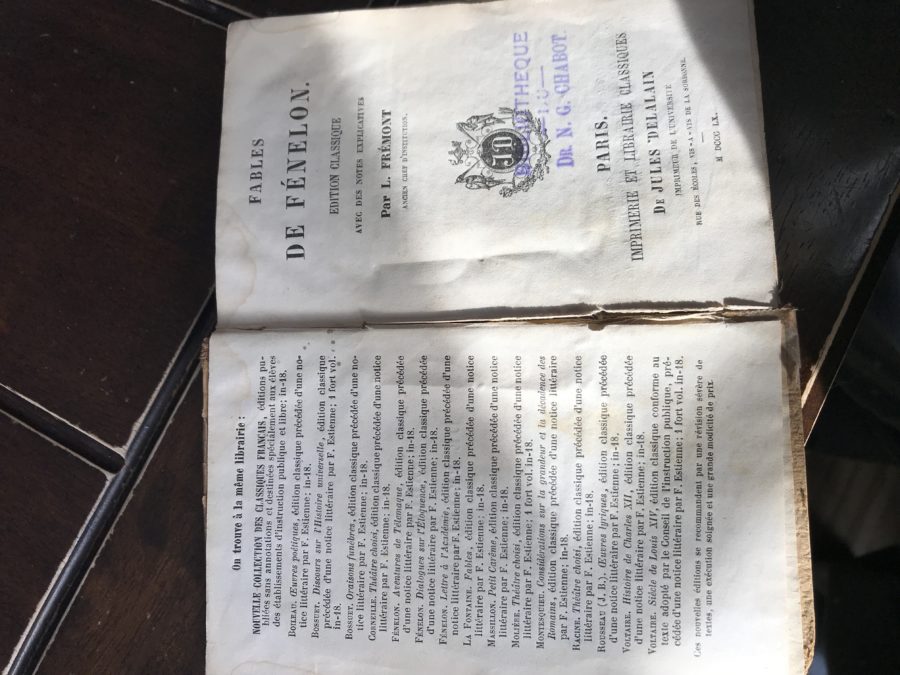 On trouve à la même librairie :
NOUVELLE COLLECTION DES CLASSIQUES FRANÇAIS, éditions pu-
bliées sans annotations et destinées spécialement aux élèves
des établissements d'instruction publique et libre; in-18.
BOILEAU. Œuvres poétiques, édition classique précédée d'une no-
tice littéraire par F. Estienne; in-18.
BOSSUET. Discours sur l'Histoire universelle, édition classique
précédée d'une notice littéraire par F. Estienne; 1 fort vol.
in-18.
BOSSUET. Oraisons funèbres, édition classique précédée d'une no-
tice littéraire par F. Estienne; in-18.
CORNEILLE. Théâtre choisi, édition classique précédée d'une notice
littéraire par F. Estienne; in-18.
FÉNELON. Aventures de Télémaque, édition classique précédée
d'une notice littéraire par F. Estienne; in-18.
FÉNELON. Dialogues sur l'Éloquence, édition classique précédée
d'une notice littéraire par F. Estienne; in-18.
FÉNELON. Lettre à l'Académie, édition classique précédée d'une
notice littéraire par F. Estienne; in-18.
LA FONTAINE. Fables, édition classique précédée d'une notice
littéraire par F. Estienne; in-18.
MASSILLON. Petit Carême, édition classique précédée d'une notice
littéraire par F. Estienne; in-18.
MOLIÈRE. Théâtre choisi, édition classique précédée d'une notice
littéraire par F. Estienne; 1 fort vol. in-18.
MONTESQUIEU. Considérations sur la grandeur et la décadence des
Romains, édition classique précédée d'une notice littéraire
par F. Estienne; in-18.
RACINE. Théâtre choisi, édition classique précédée d'une notice
littéraire par F. Estienne; in-18.
ROUSSEAU (J. B.). Œuvres lyriques, édition classique précédée
d'une notice littéraire par F. Estienne; in-18.
VOLTAIRE. Histoire de Charles XII, édition classique précédée
d'une notice littéraire par F. Estienne; in-18.
VOLTAIRE. Siècle de Louis XIV, édition classique conforme au
texte adopté par le Conseil de l'Instruction publique, pré-
cédée d'une notice littéraire par F. Estienne; 1 fort vol. in-18.
Ces nouvelles éditions se recommandent par une révision sévère de
textes, une exécution soignée et une grande modicité de prix.
FABLES
DE FÉNELON.
ÉDITION CLASSIQUE
AVEC DES NOTES EXPLICATIVES
Par L. FRÉMONT
ANCIEN CHEF D'INSTITUTION.
JD
BIBLIOTHEQUE
DR. N. G. CHABOT.
PARIS.
IMPRIMERIE ET LIBRAIRIE CLASSIQUES
DE JULES DELALAIN
IMPRIMEUR DE L'UNIVERSITÉ
RUE DES ÉCOLES, VIS-A-VIS DE LA SORBONNE.
M DCCC LX